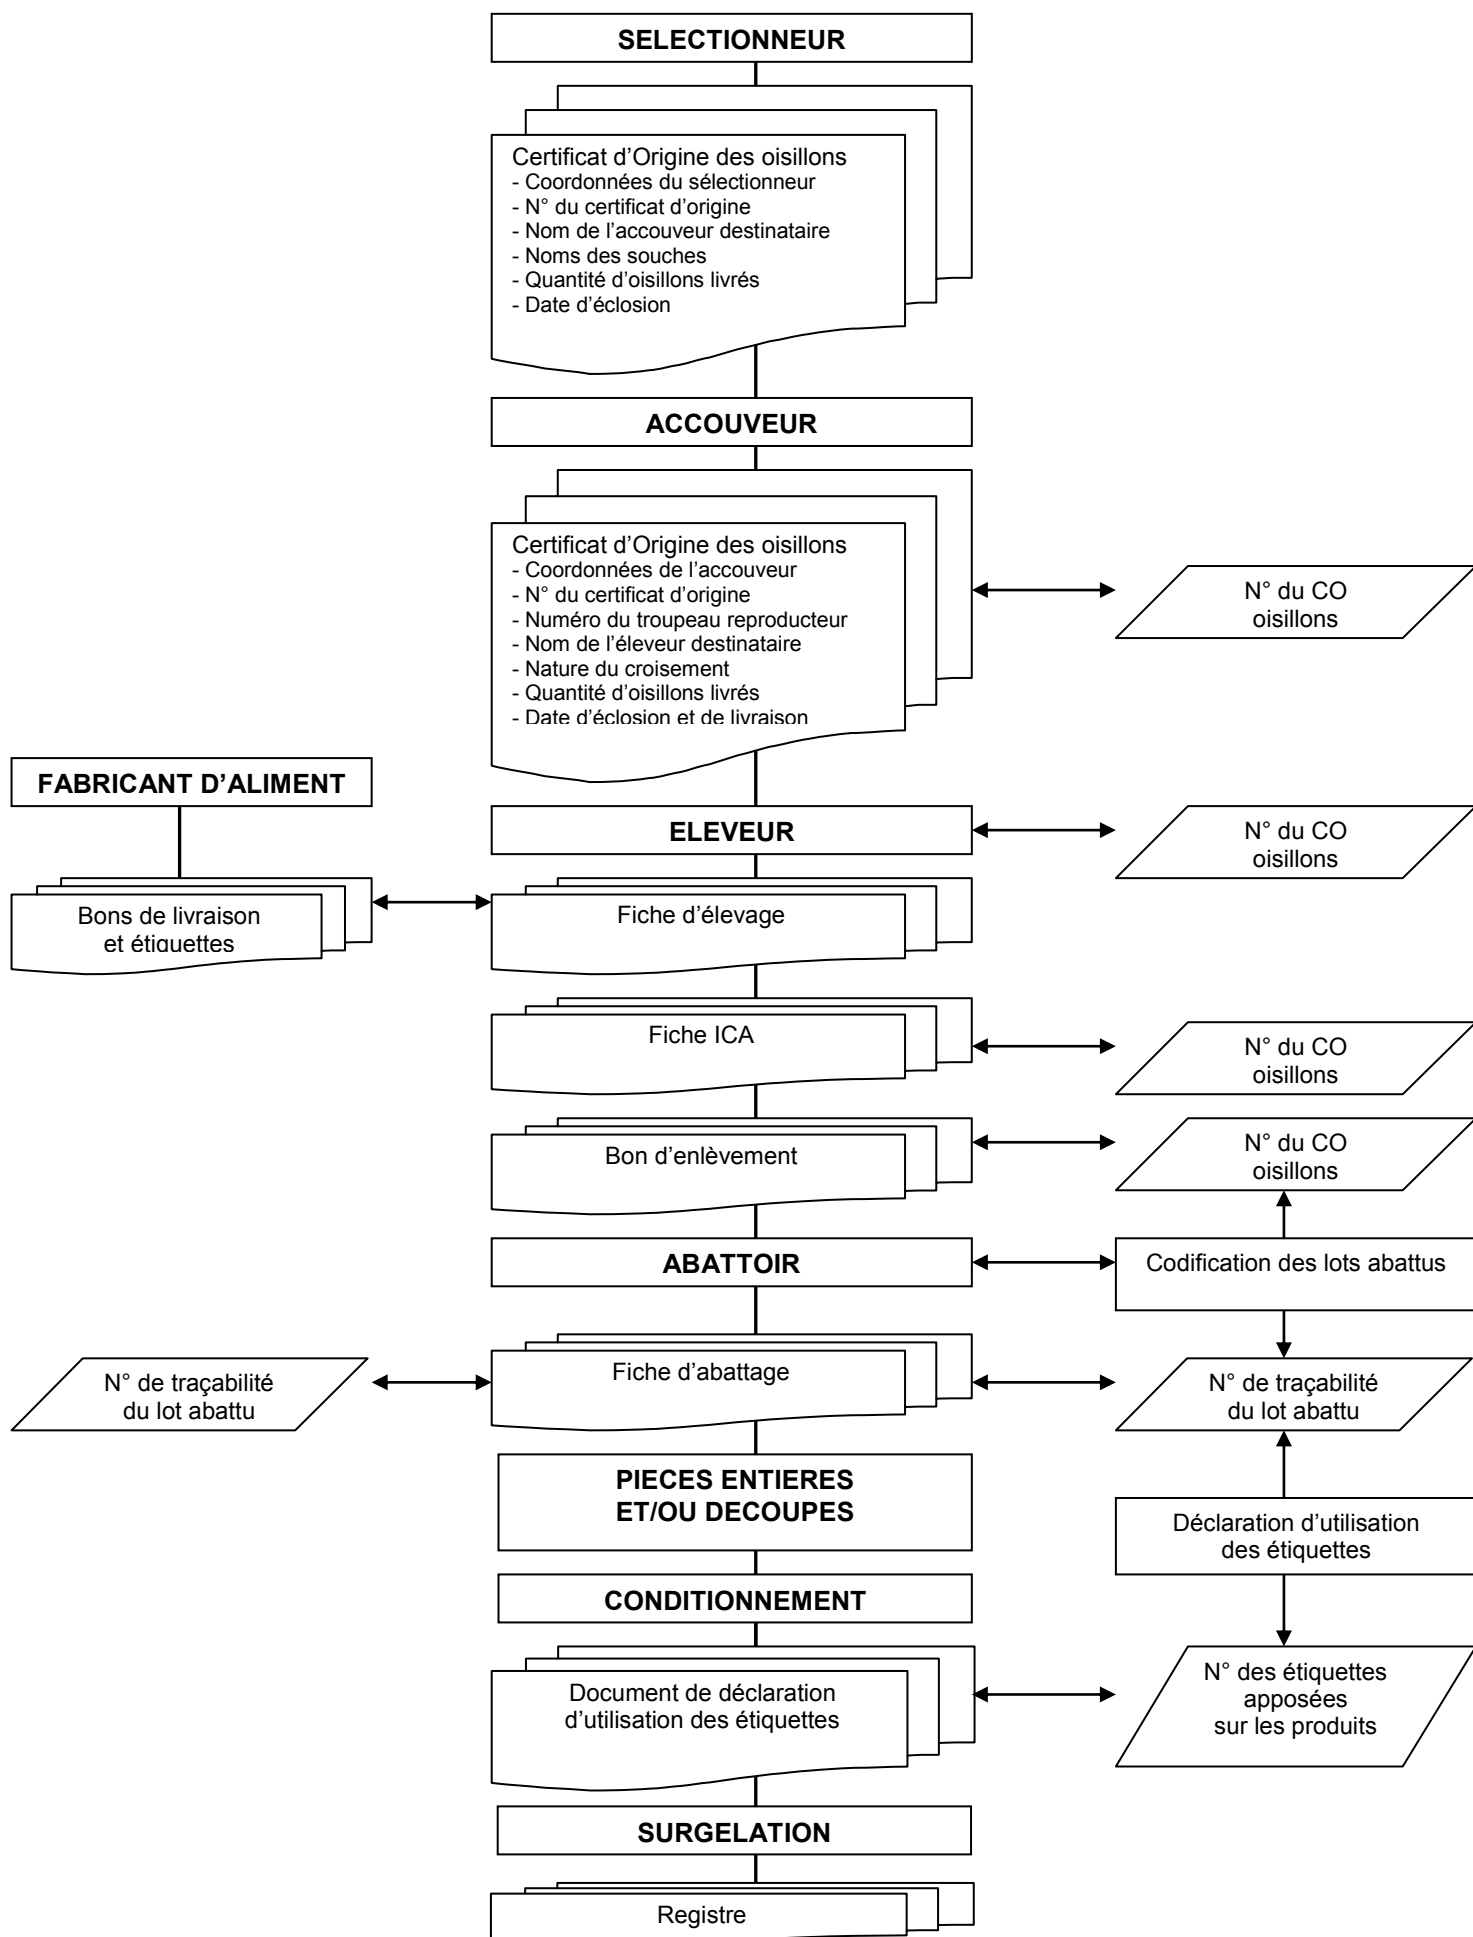 SELECTIONNEUR
Certificat d’Origine des oisillons
- Coordonnées du sélectionneur
- N° du certificat d’origine
- Nom de l’accouveur destinataire
- Noms des souches
- Quantité d’oisillons livrés
- Date d’éclosion
ACCOUVEUR
Certificat d’Origine des oisillons
- Coordonnées de l’accouveur
- N° du certificat d’origine
- Numéro du troupeau reproducteur
- Nom de l’éleveur destinataire
- Nature du croisement
- Quantité d’oisillons livrés
- Date d’éclosion et de livraison
N° du CO
oisillons
FABRICANT D’ALIMENT
ELEVEUR
N° du CO
oisillons
Bons de livraison
et étiquettes
Fiche d’élevage
Fiche ICA
N° du CO
oisillons
Bon d’enlèvement
N° du CO
oisillons
ABATTOIR
Codification des lots abattus
N° de traçabilité
du lot abattu
Fiche d’abattage
N° de traçabilité
du lot abattu
PIECES ENTIERES
ET/OU DECOUPES
Déclaration d’utilisation
des étiquettes
CONDITIONNEMENT
Document de déclaration
d’utilisation des étiquettes
N° des étiquettes
apposées
sur les produits
SURGELATION
Registre